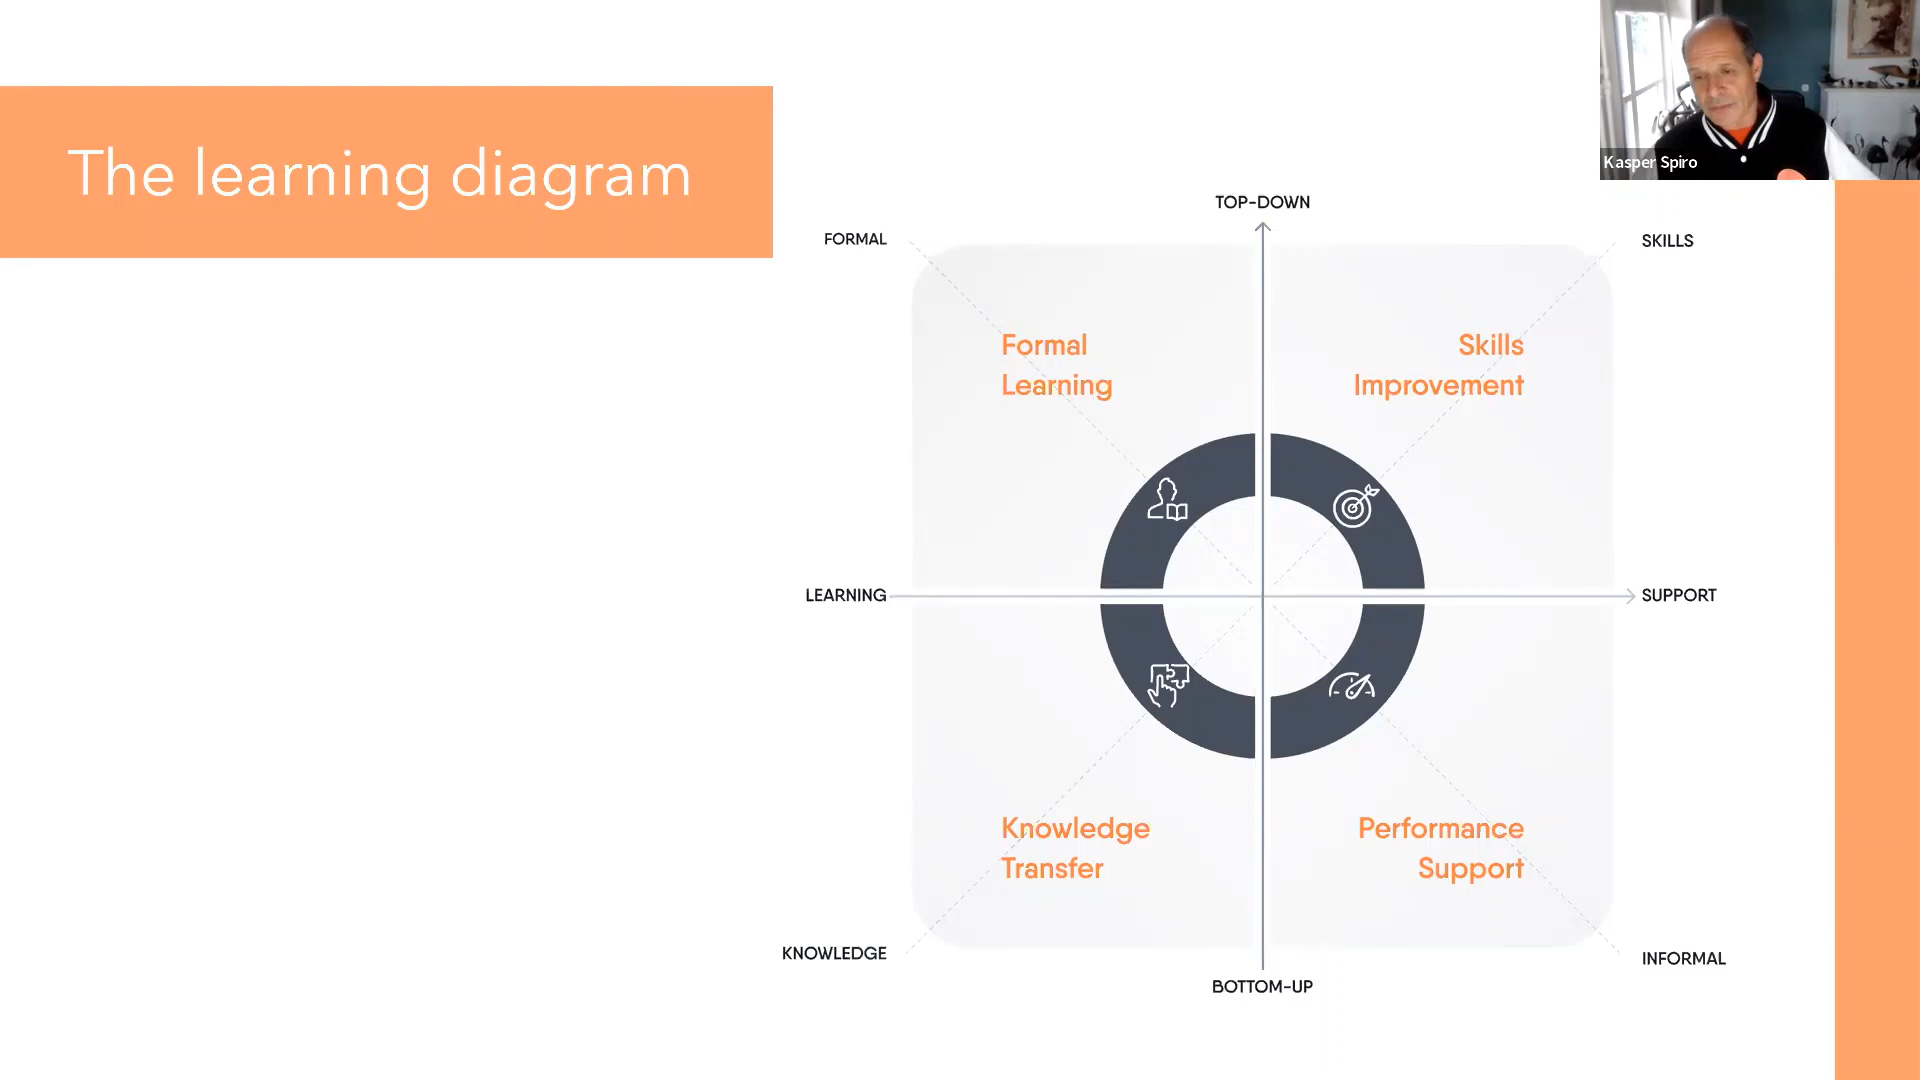 The learning diagram
Kasper Spiro
TOP-DOWN
FORMAL
SKILLS
Formal
Learning
Skills
Improvement
LEARNING
SUPPORT
Knowledge
Transfer
Performance
Support
KNOWLEDGE
INFORMAL
BOTTOM-UP